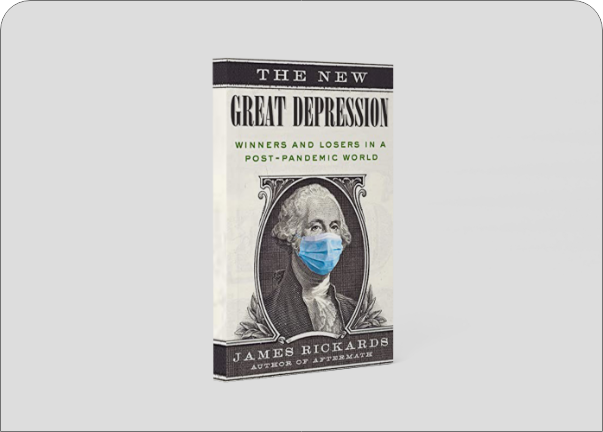 THE NEW
GREAT DEPRESSION
WINNERS AND LOSERS IN A
POST-PANDEMIC WORLD
JAMES RICKARDS
AUTHOR OF AFTERMATH